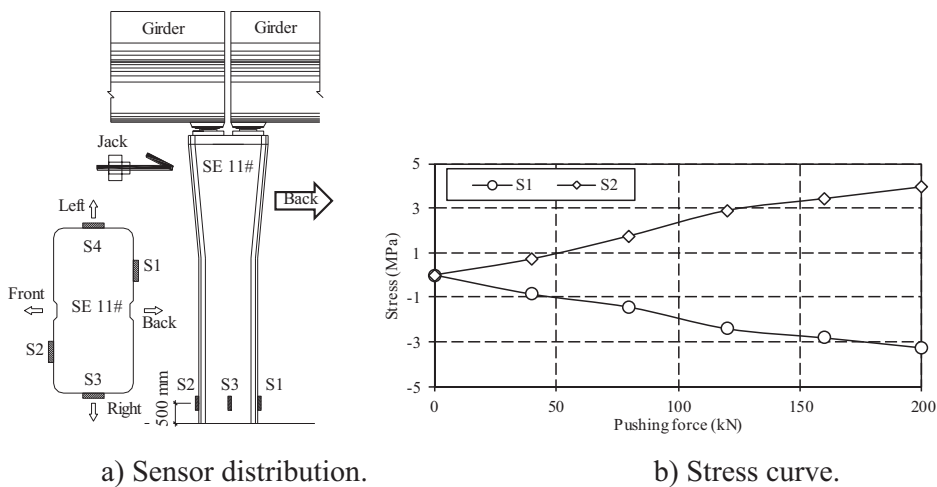 Girder
Girder
Jack
SE 11#
Back
Left
S4
S1
Front
SE 11#
Back
S2
S3
Right
S2
S3
S1
500 mm
5
3
1
-1
-3
-5
Stress (MPa)
S1
S2
0
50
100
150
200
Pushing force (kN)
a) Sensor distribution.
b) Stress curve.